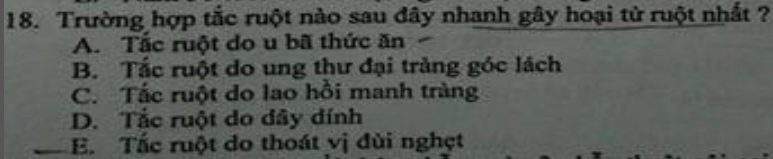 18. Trường hợp tắc ruột nào sau đây nhanh gây hoại tử ruột nhất ?
A. Tắc ruột do u bã thức ăn
B. Tắc ruột do ung thư đại tràng góc lách
C. Tắc ruột do lao hồi manh tràng
D. Tắc ruột do dây dính
E. Tắc ruột do thoát vị đùi nghẹt